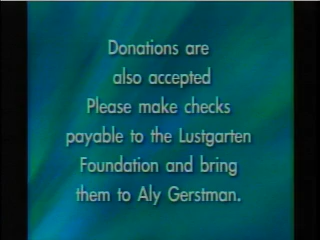 Donations are
also accepted
Please make checks
payable to the Lustgarten
Foundation and bring
them to Aly Gerstman.